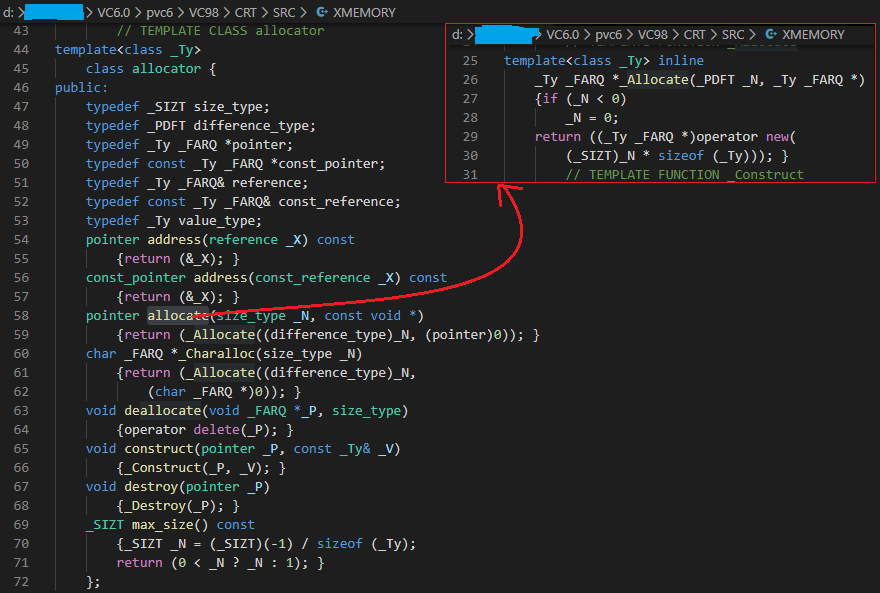 d: > VC6.0 > pvc6 > VC98 > CRT > SRC > XMEMORY
43 // TEMPLATE CLASS allocator
44 template<class _Ty>
45 class allocator {
46 public:
47 typedef _SIZT size_type;
48 typedef _PDFT difference_type;
49 typedef _Ty _FARQ *pointer;
50 typedef const _Ty _FARQ *const_pointer;
51 typedef _Ty _FARQ& reference;
52 typedef const _Ty _FARQ& const_reference;
53 typedef _Ty value_type;
54 pointer address(reference _X) const
55 {return (&_X); }
56 const_pointer address(const_reference _X) const
57 {return (&_X); }
58 pointer allocate(size_type _N, const void *)
59 {return (_Allocate((difference_type)_N, (pointer)0)); }
60 char _FARQ *_Charalloc(size_type _N)
61 {return (_Allocate((difference_type)_N,
62 (char _FARQ *)0)); }
63 void deallocate(void _FARQ *_P, size_type)
64 {operator delete(_P); }
65 void construct(pointer _P, const _Ty& _V)
66 {_Construct(_P, _V); }
67 void destroy(pointer _P)
68 {_Destroy(_P); }
69 _SIZT max_size() const
70 {_SIZT _N = (_SIZT)(-1) / sizeof (_Ty);
71 return (0 < _N ? _N : 1); }
72 };
d: > VC6.0 > pvc6 > VC98 > CRT > SRC > XMEMORY
25 template<class _Ty> inline
26 _Ty _FARQ *_Allocate(_PDFT _N, _Ty _FARQ *)
27 {if (_N < 0)
28 _N = 0;
29 return ((_Ty _FARQ *)operator new(
30 (_SIZT)_N * sizeof (_Ty))); }
31 // TEMPLATE FUNCTION _Construct